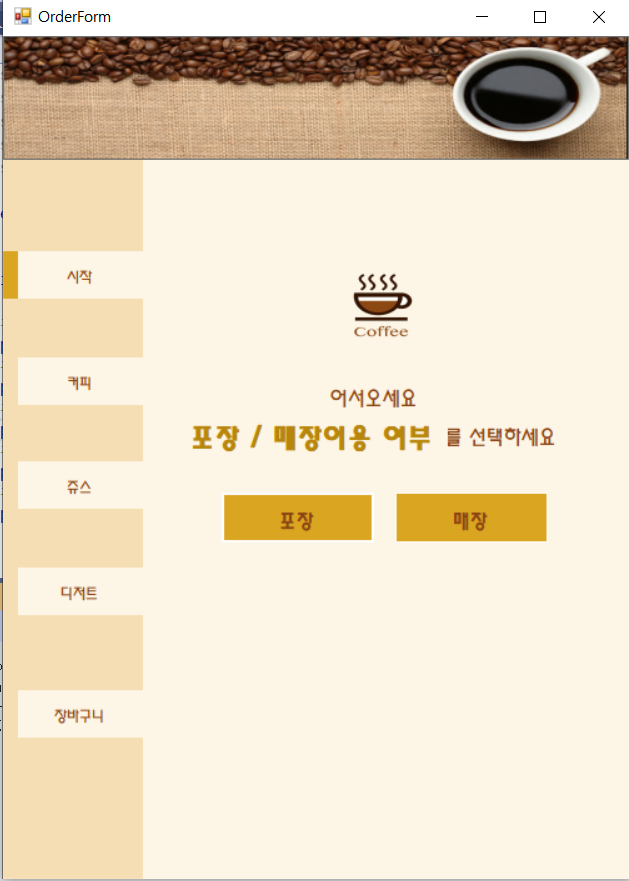 OrderForm
시작
커피
쥬스
디저트
장바구니
Coffee
어서오세요
포장 / 매장이용 여부 를 선택하세요
포장 매장